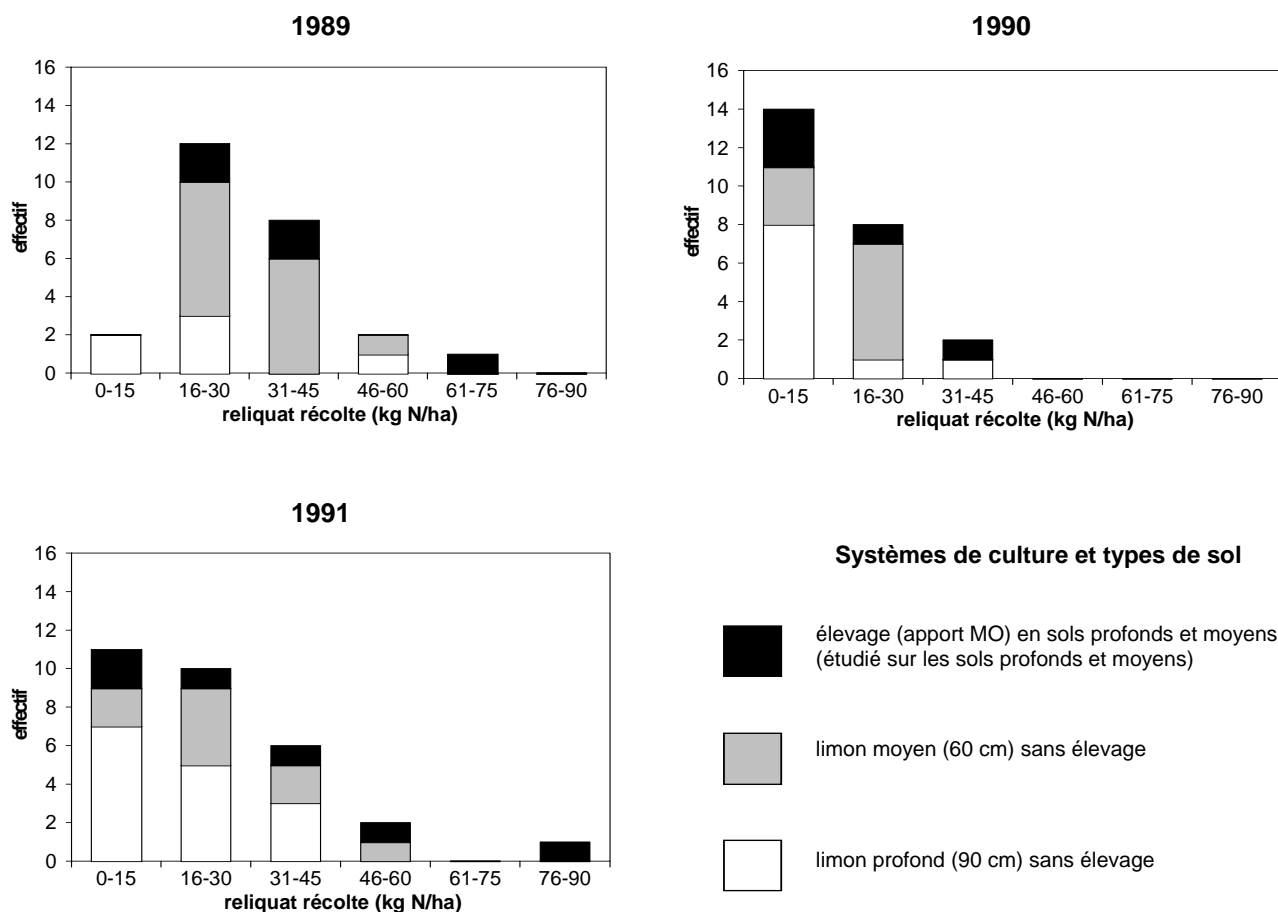 1989
16
14
12
10
8
6
4
2
0
effectif
0-15 16-30 31-45 46-60 61-75 76-90
reliquat récolte (kg N/ha)
1990
16
14
12
10
8
6
4
2
0
effectif
0-15 16-30 31-45 46-60 61-75 76-90
reliquat récolte (kg N/ha)
1991
16
14
12
10
8
6
4
2
0
effectif
0-15 16-30 31-45 46-60 61-75 76-90
reliquat récolte (kg N/ha)
Systèmes de culture et types de sol
élevage (apport MO) en sols profonds et moyens
(étudié sur les sols profonds et moyens)
limon moyen (60 cm) sans élevage
limon profond (90 cm) sans élevage